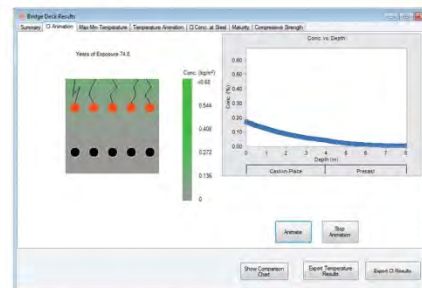 Bridge Deck Results
Summary Cl Animation Max Min Temperature Temperature Animation Cl Conc. at Steel Maturity Compressive Strength
Years of Exposure 74.0
Conc. (kg/m³)
>0.68
0.544
0.408
0.272
0.136
0
Conc vs Depth
Conc. (%)
0.60
0.50
0.40
0.30
0.20
0.10
0.00
0 1 2 3 4 5 6 7 8
Depth (in)
Cast-in-Place Precast
Animate
Stop Animation
Show Comparison Chart
Export Temperature Results
Export Cl Results